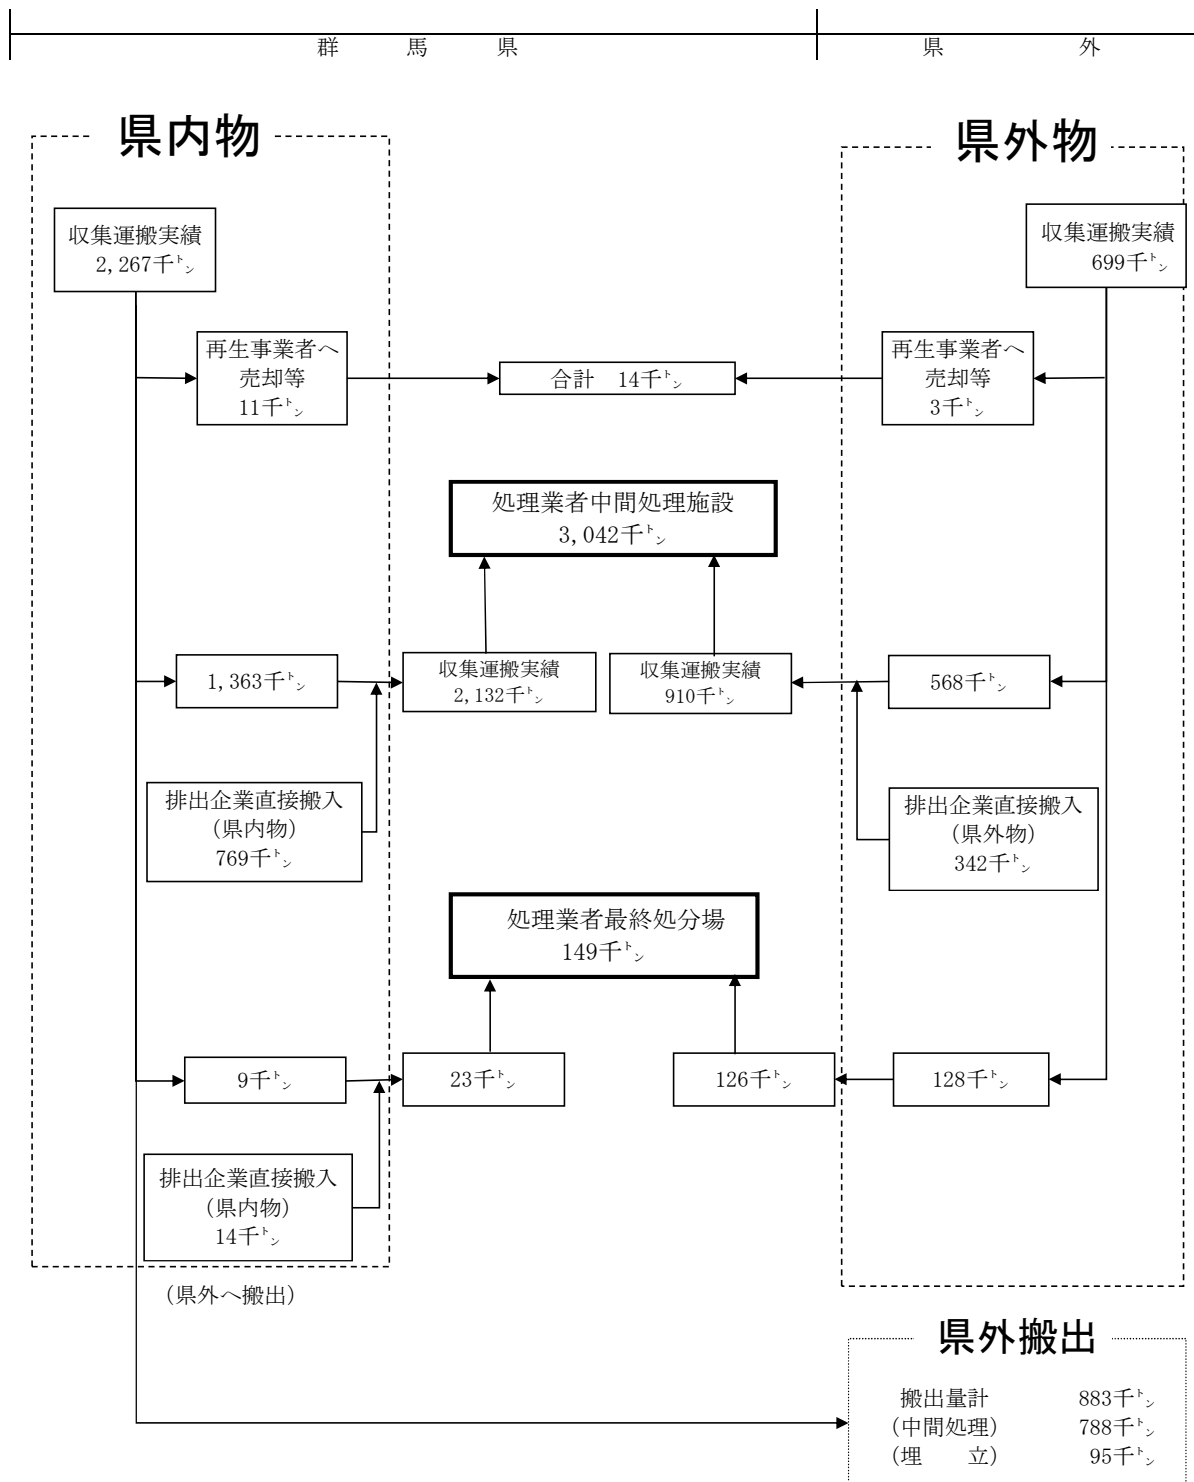 群　馬　県
県　外
県内物
県外物
収集運搬実績
2,267千㌧
収集運搬実績
699千㌧
再生事業者へ
売却等
11千㌧
合計　14千㌧
再生事業者へ
売却等
3千㌧
処理業者中間処理施設
3,042千㌧
1,363千㌧
収集運搬実績
2,132千㌧
収集運搬実績
910千㌧
568千㌧
排出企業直接搬入
（県内物）
769千㌧
排出企業直接搬入
（県外物）
342千㌧
処理業者最終処分場
149千㌧
9千㌧
23千㌧
126千㌧
128千㌧
排出企業直接搬入
（県内物）
14千㌧
（県外へ搬出）
県外搬出
搬出量計　883千㌧
（中間処理）　788千㌧
（埋　立）　95千㌧